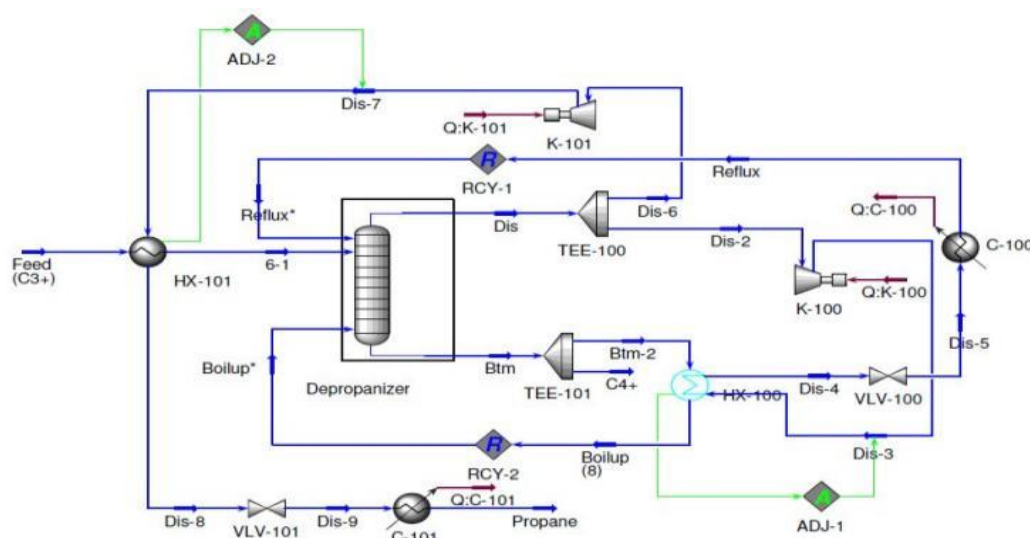 A
ADJ-2
Dis-7
Q:K-101
K-101
R
RCY-1
Reflux
Reflux*
Dis
TEE-100
Dis-6
Dis-2
Q:C-100
C-100
Feed
(C3+)
HX-101
6-1
K-100
Q:K-100
Dis-5
Boilup*
Depropanizer
Btm
TEE-101
Btm-2
C4+
HX-100
Dis-4
VLV-100
Dis-3
R
RCY-2
Boilup
(8)
A
ADJ-1
Dis-8
VLV-101
Dis-9
Q:C-101
C-101
Propane